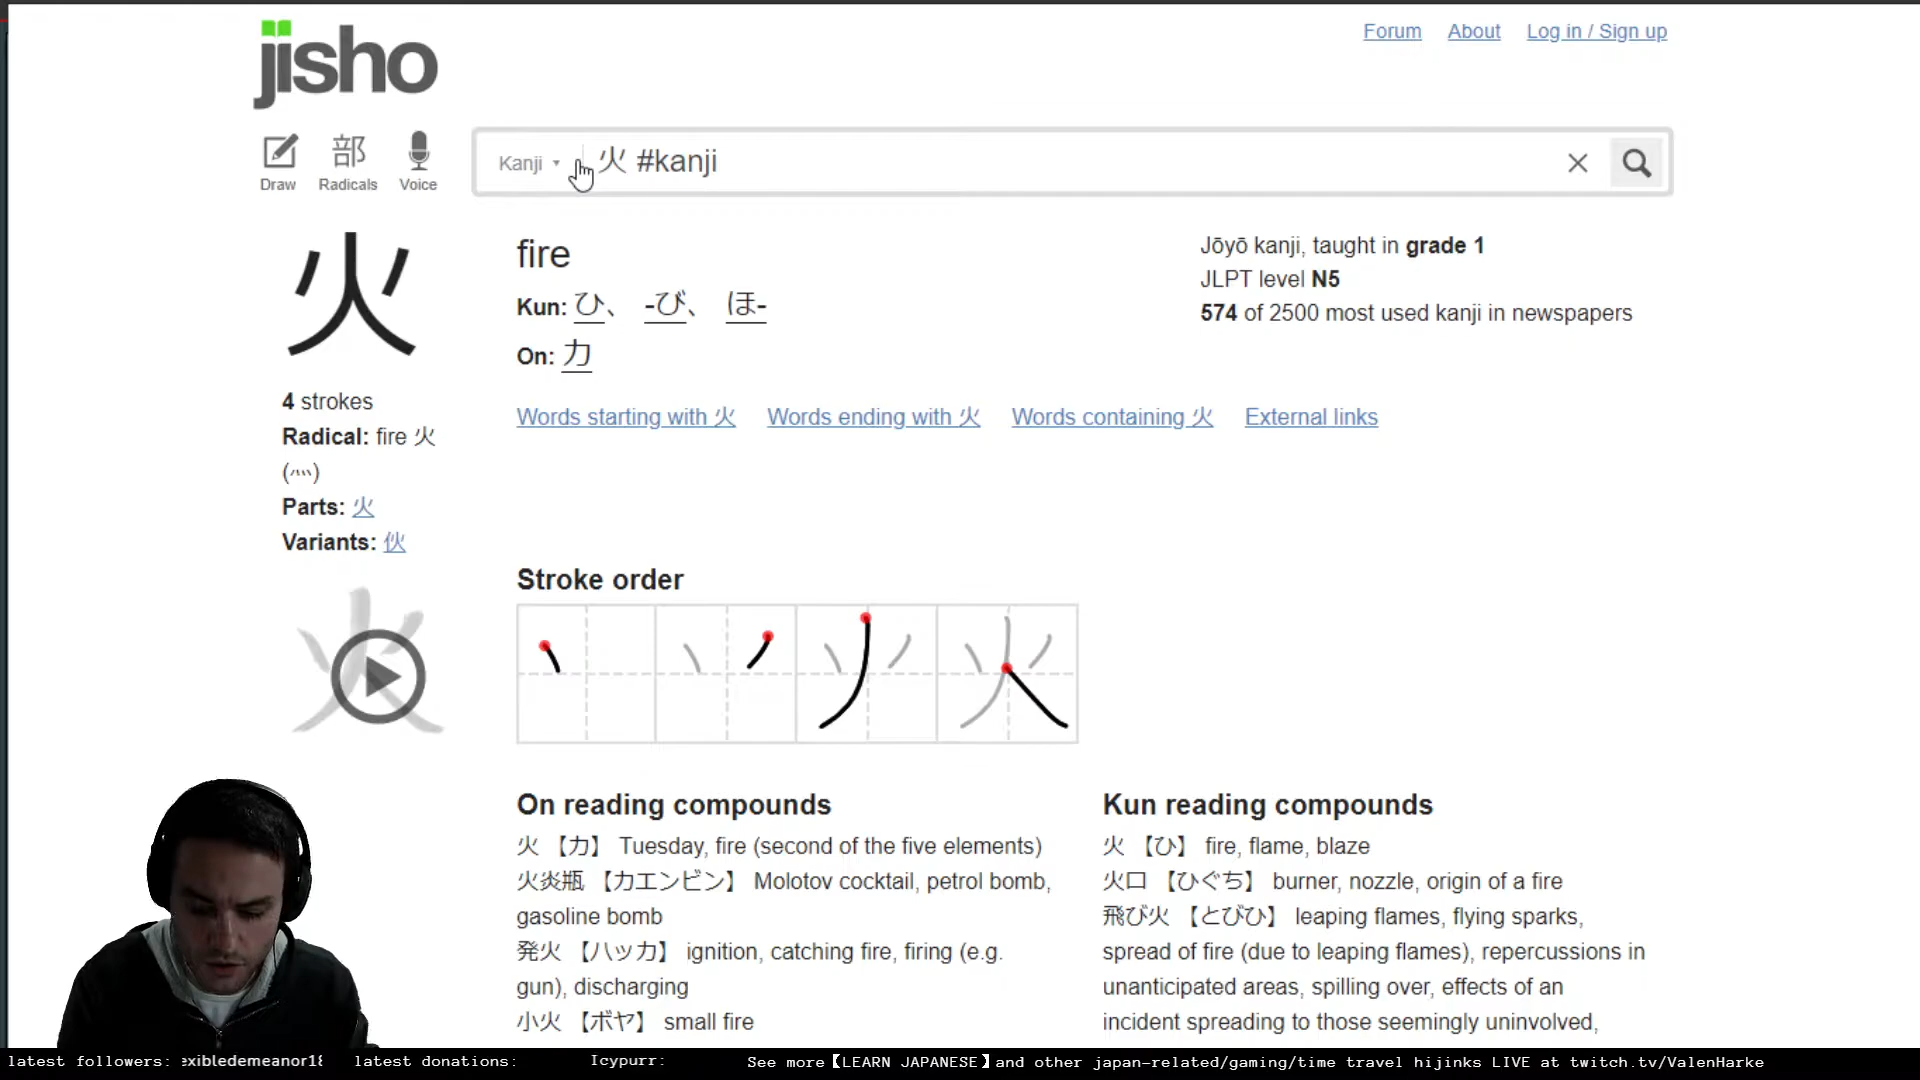 jisho
Forum About Log in / Sign up
Draw
部
Radicals
Voice
Kanji
火 #kanji
火
4 strokes
Radical: fire 火
(灬)
Parts: 火
Variants: 伙
火
fire
Kun: ひ、 -び、 ほ-
On: カ
Jōyō kanji, taught in grade 1
JLPT level N5
574 of 2500 most used kanji in newspapers
Words starting with 火 Words ending with 火 Words containing 火 External links
Stroke order
On reading compounds
火 【カ】 Tuesday, fire (second of the five elements)
火炎瓶 【カエンビン】 Molotov cocktail, petrol bomb,
gasoline bomb
発火 【ハッカ】 ignition, catching fire, firing (e.g.
gun), discharging
小火 【ボヤ】 small fire
Kun reading compounds
火 【ひ】 fire, flame, blaze
火口 【ひぐち】 burner, nozzle, origin of a fire
飛び火 【とびひ】 leaping flames, flying sparks,
spread of fire (due to leaping flames), repercussions in
unanticipated areas, spilling over, effects of an
incident spreading to those seemingly uninvolved,
latest followers: exibledemeanor18 latest donations: Icypurr: See more【LEARN JAPANESE】and other japan-related/gaming/time travel hijinks LIVE at twitch.tv/ValenHarke